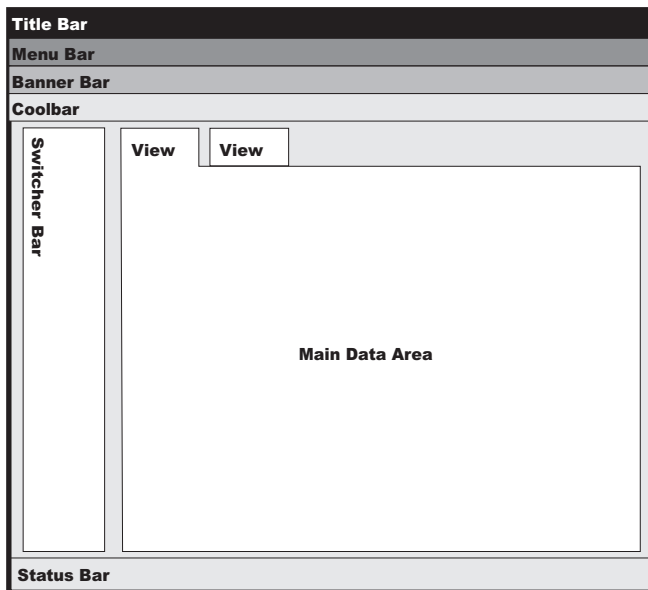 Title Bar
Menu Bar
Banner Bar
Coolbar
Switcher Bar
View
View
Main Data Area
Status Bar